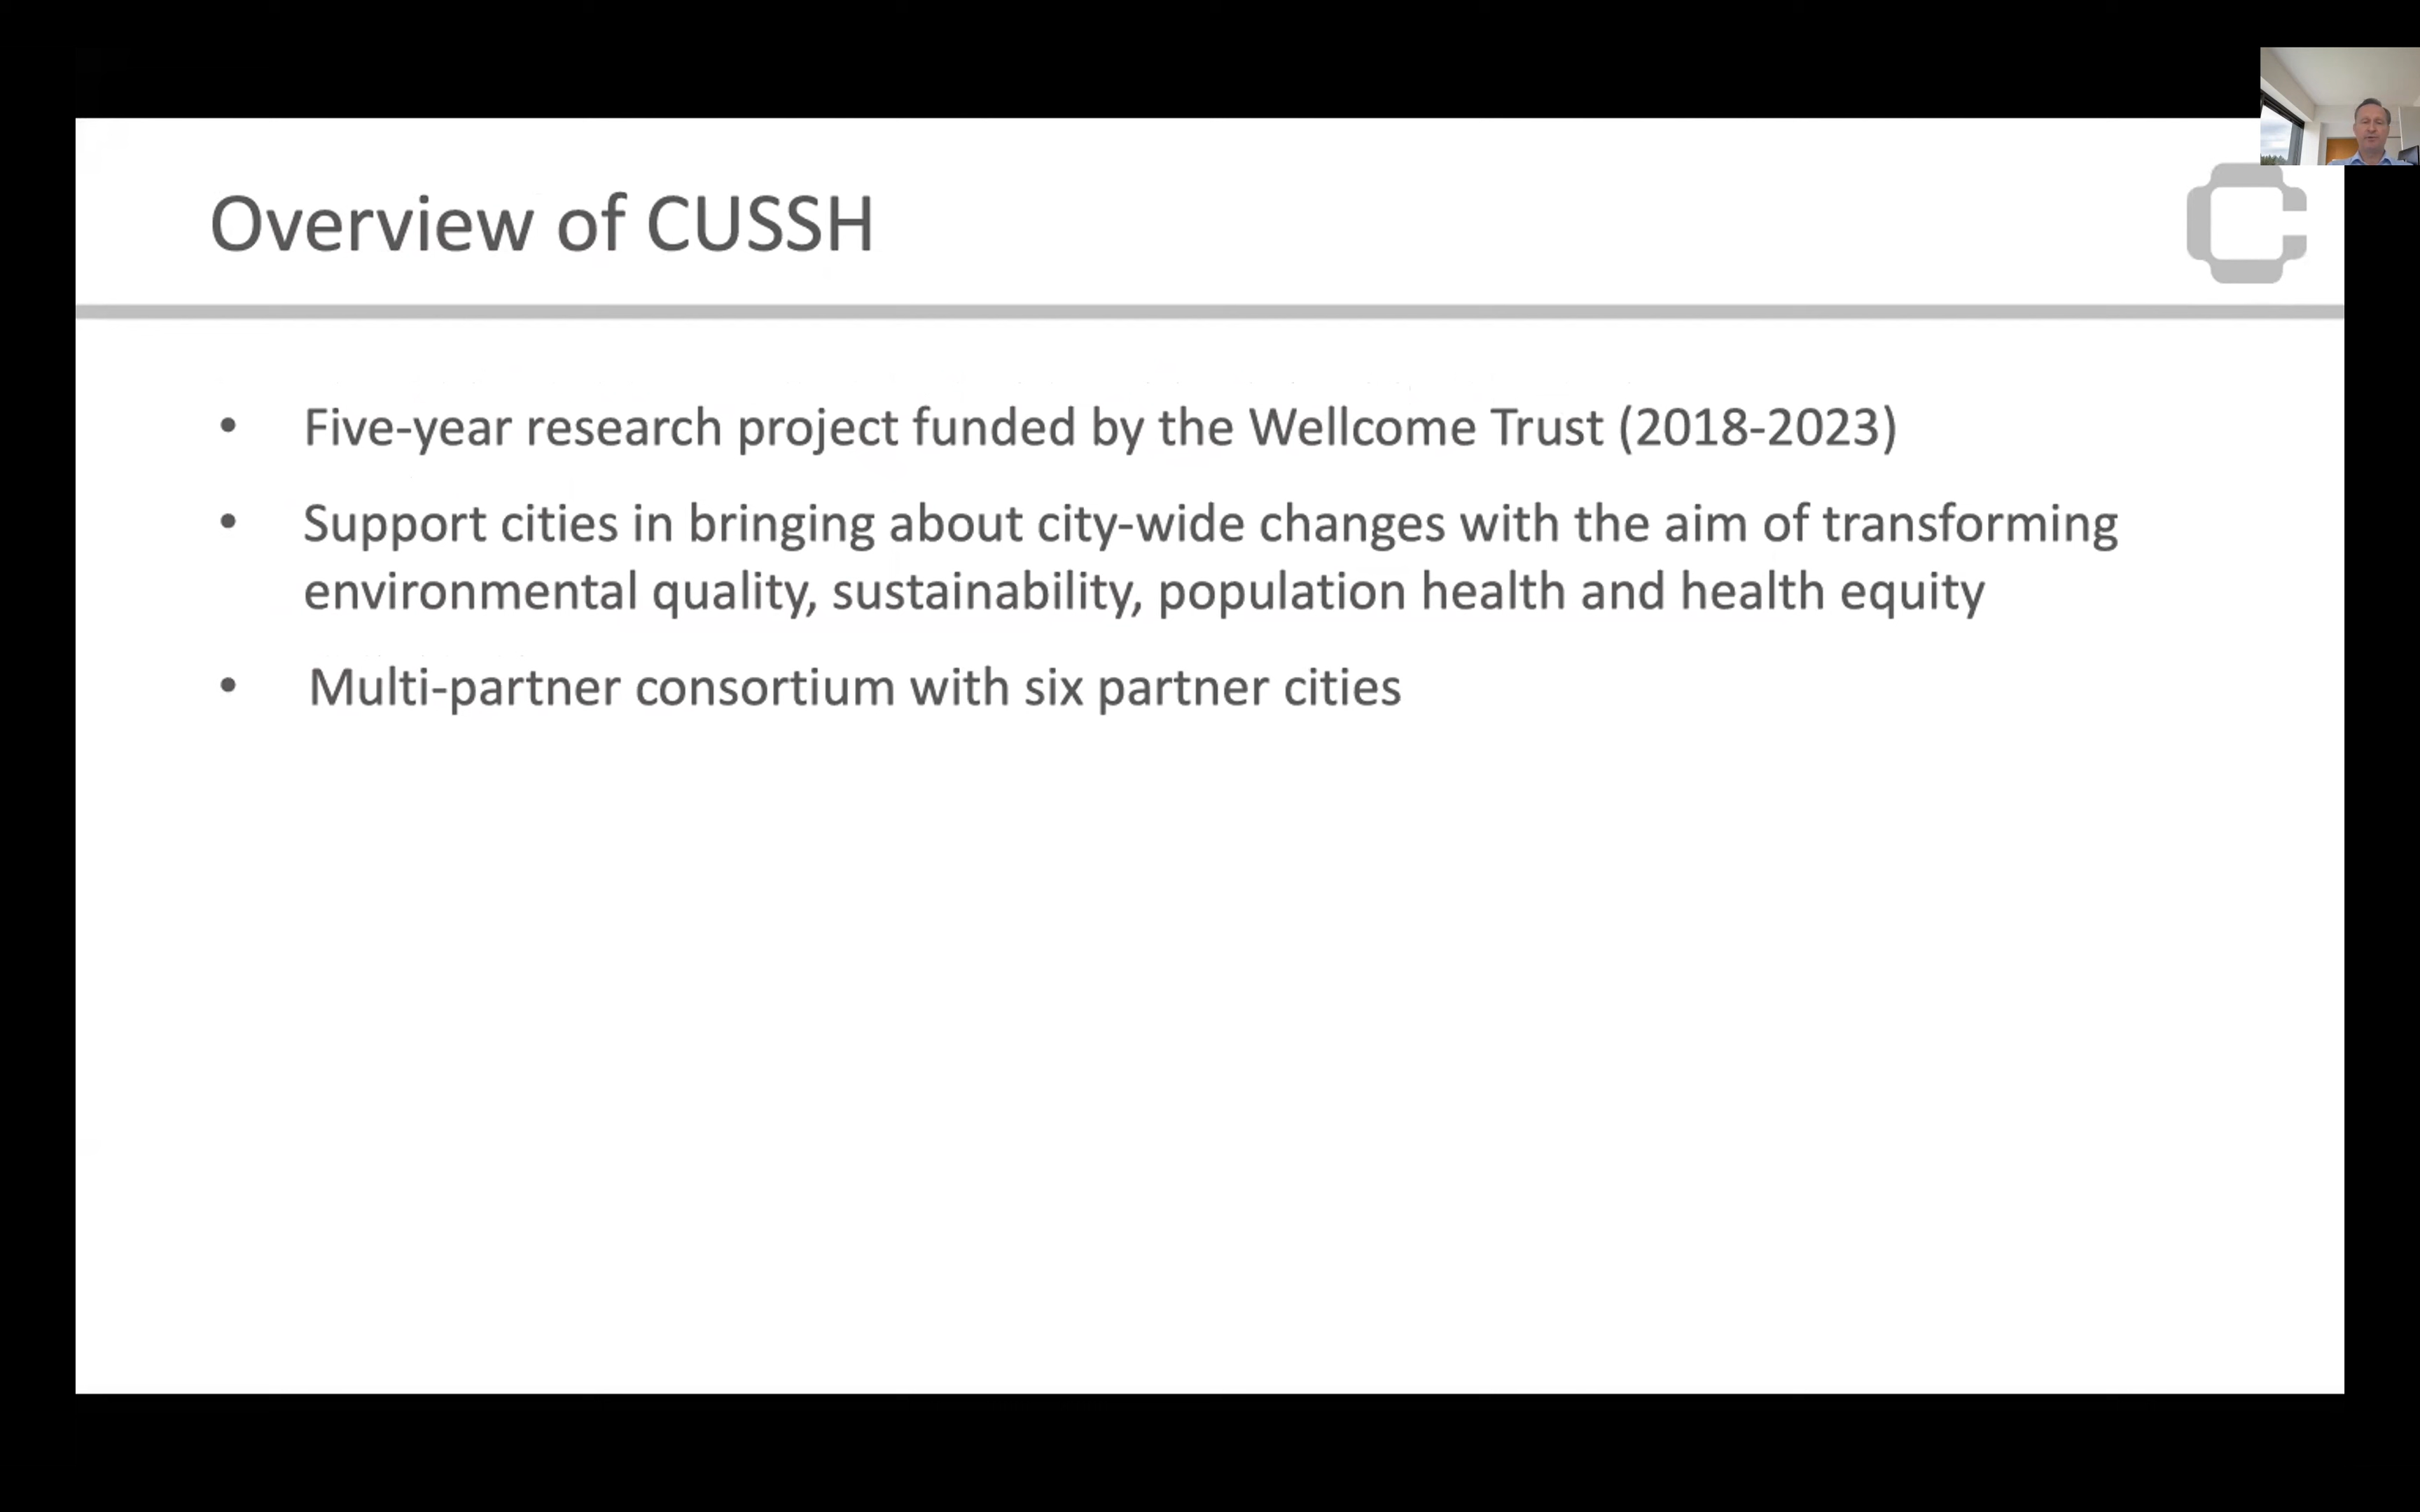 Overview of CUSSH
• Five-year research project funded by the Wellcome Trust (2018-2023)
• Support cities in bringing about city-wide changes with the aim of transforming
environmental quality, sustainability, population health and health equity
• Multi-partner consortium with six partner cities